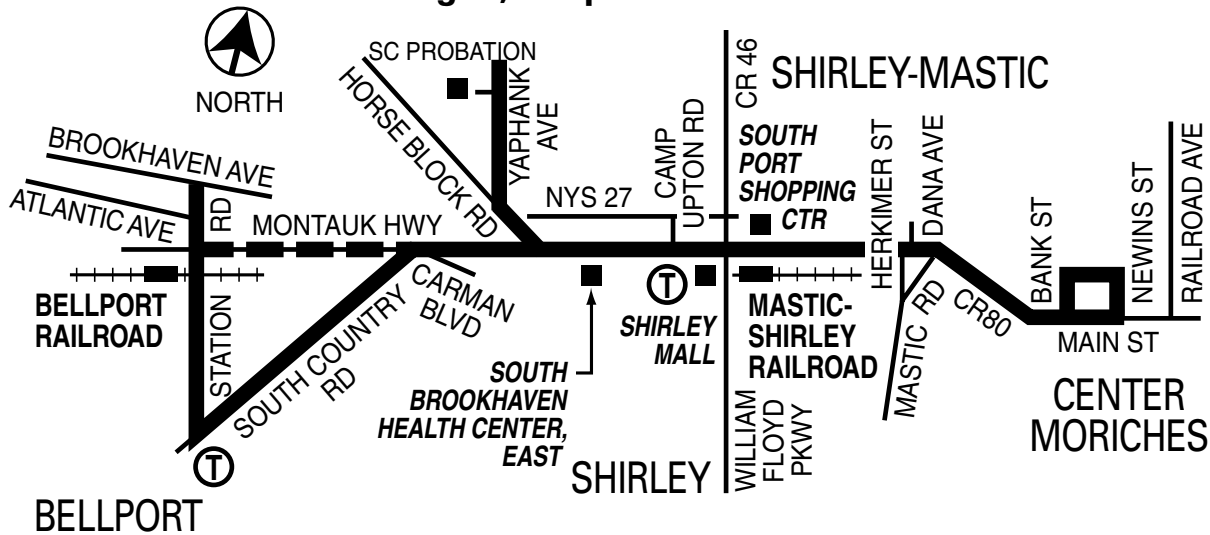 NORTH
SC PROBATION
HORSE BLOCK RD
YAPHANK
AVE
CR 46
SHIRLEY-MASTIC
BROOKHAVEN AVE
ATLANTIC AVE
STATION
RD
MONTAUK HWY
NYS 27
CAMP
UPTON RD
SOUTH
PORT
SHOPPING
CTR
HERKIMER ST
DANA AVE
BANK ST
NEWINS ST
RAILROAD AVE
BELLPORT
RAILROAD
SOUTH COUNTRY
RD
CARMAN
BLVD
T
SHIRLEY
MALL
MASTIC-
SHIRLEY
RAILROAD
MASTIC RD
CR80
MAIN ST
SOUTH
BROOKHAVEN
HEALTH CENTER,
EAST
CENTER
MORICHES
T
SHIRLEY
WILLIAM
FLOYD
PKWY
BELLPORT